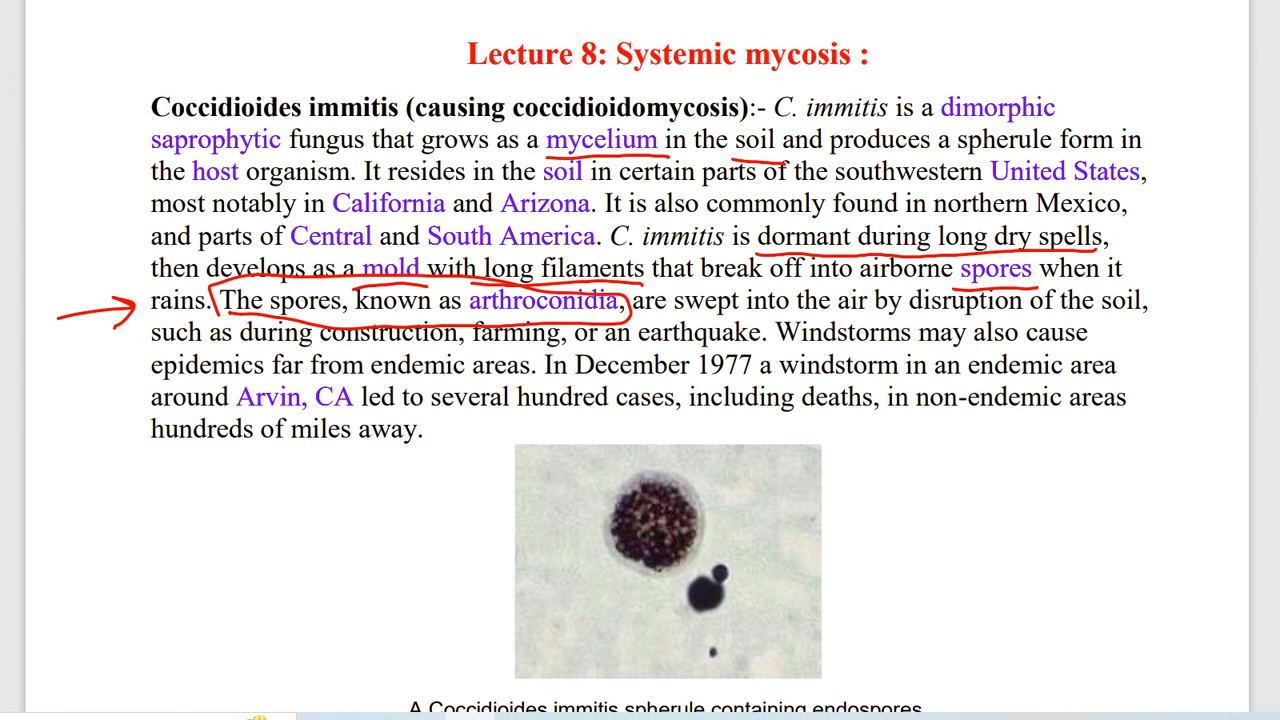 Lecture 8: Systemic mycosis :
Coccidioides immitis (causing coccidioidomycosis):- C. immitis is a dimorphic
saprophytic fungus that grows as a mycelium in the soil and produces a spherule form in
the host organism. It resides in the soil in certain parts of the southwestern United States,
most notably in California and Arizona. It is also commonly found in northern Mexico,
and parts of Central and South America. C. immitis is dormant during long dry spells,
then develops as a mold with long filaments that break off into airborne spores when it
rains. The spores, known as arthroconidia, are swept into the air by disruption of the soil,
such as during construction, farming, or an earthquake. Windstorms may also cause
epidemics far from endemic areas. In December 1977 a windstorm in an endemic area
around Arvin, CA led to several hundred cases, including deaths, in non-endemic areas
hundreds of miles away.
A Coccidioides immitis spherule containing endospores